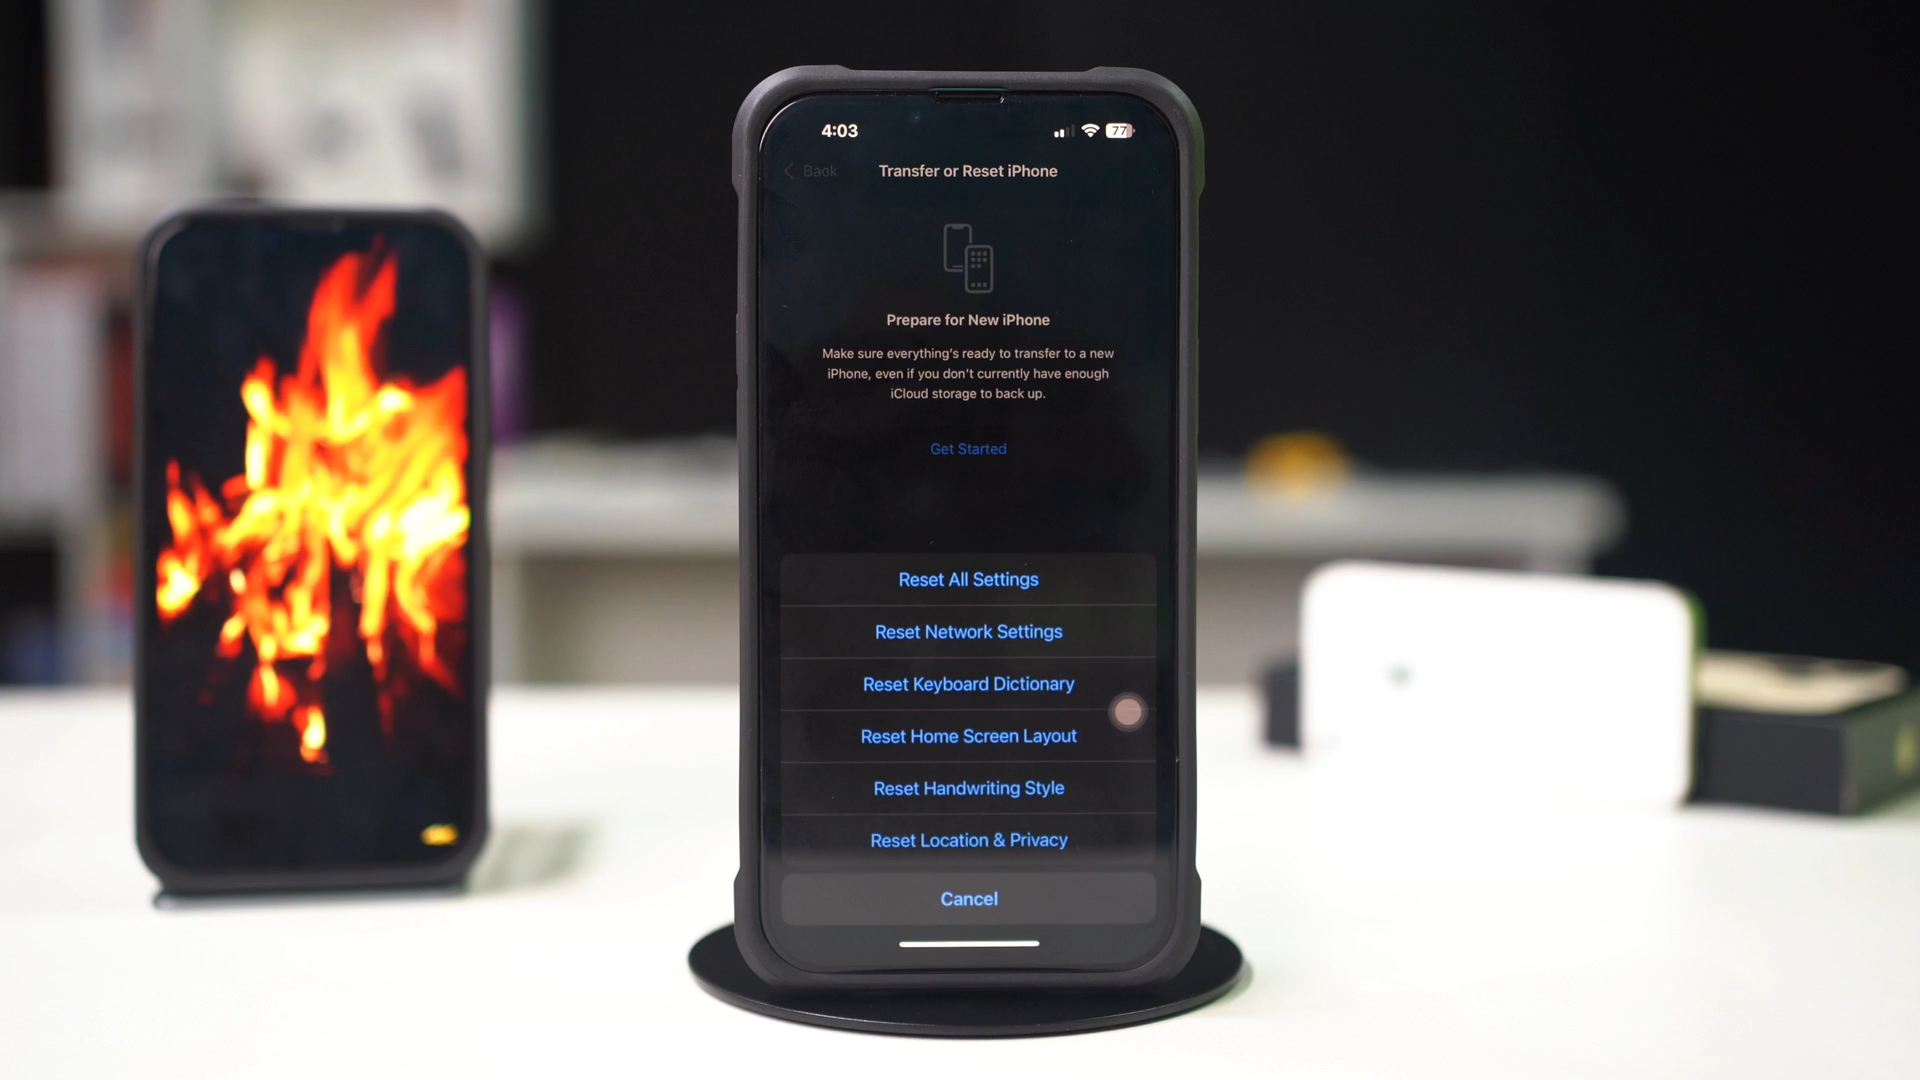 4:03
77
Back
Transfer or Reset iPhone
Prepare for New iPhone
Make sure everything's ready to transfer to a new
iPhone, even if you don't currently have enough
iCloud storage to back up.
Get Started
Reset All Settings
Reset Network Settings
Reset Keyboard Dictionary
Reset Home Screen Layout
Reset Handwriting Style
Reset Location & Privacy
Cancel